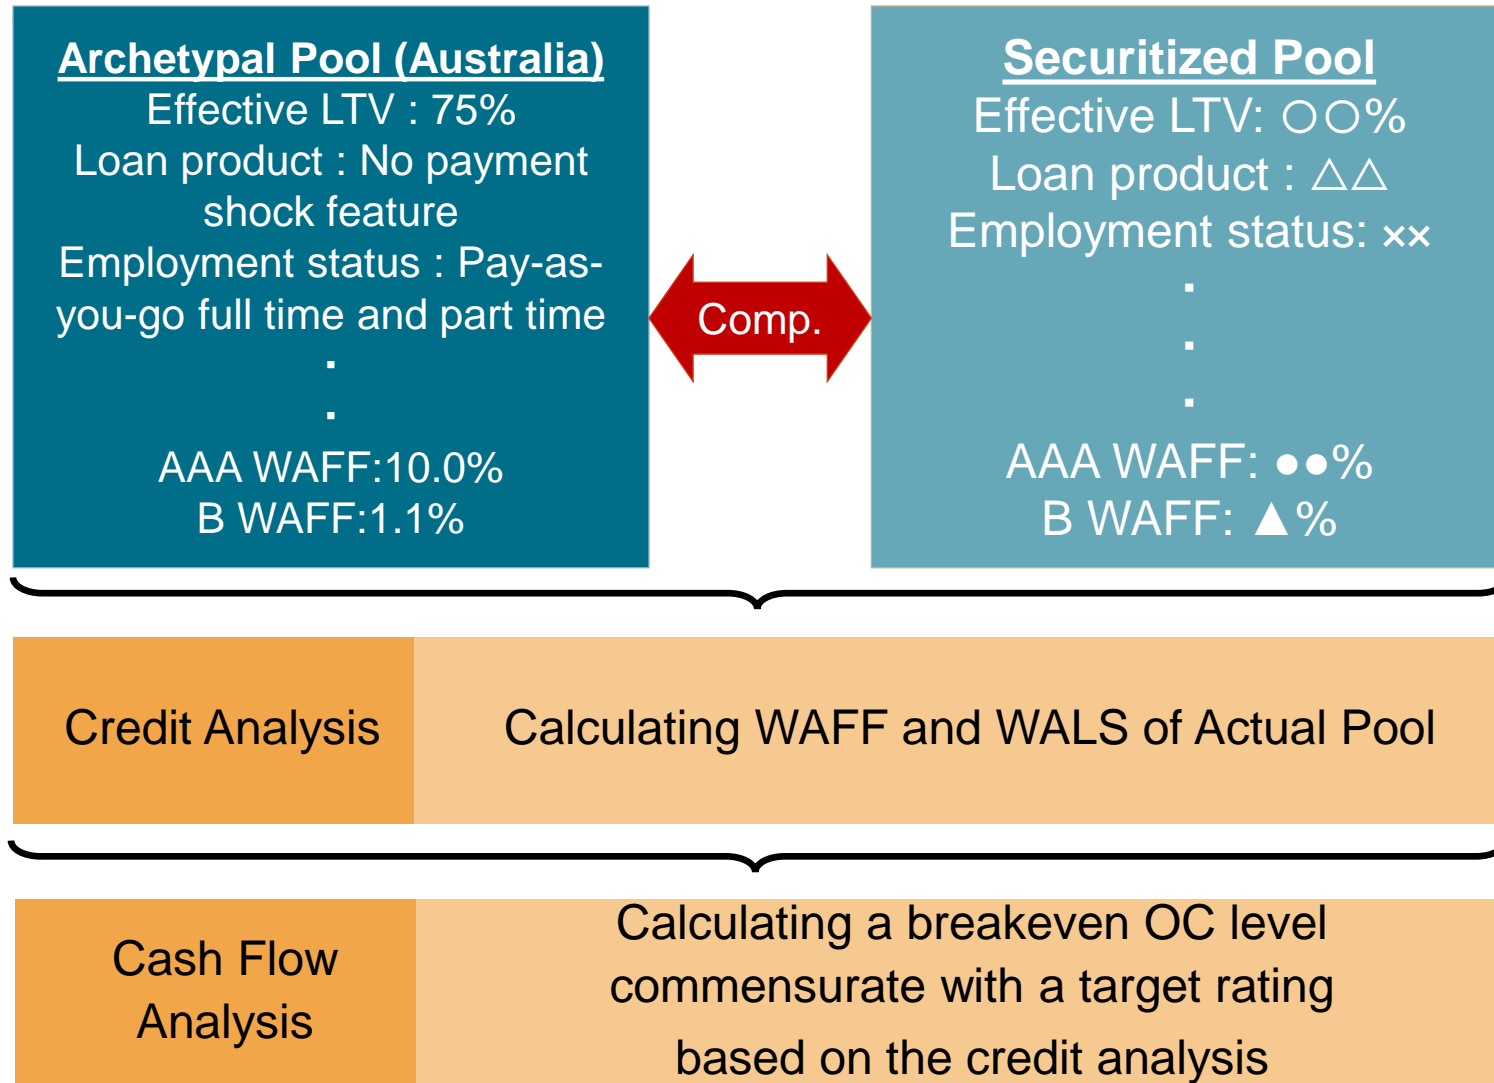 Archetypal Pool (Australia)
Effective LTV : 75%
Loan product : No payment
shock feature
Employment status : Pay-as-
you-go full time and part time
.
.
AAA WAFF:10.0%
B WAFF:1.1%
Comp.
Securitized Pool
Effective LTV: ○○%
Loan product : △△
Employment status: ××
.
.
.
AAA WAFF: ●●%
B WAFF: ▲%
Credit Analysis
Calculating WAFF and WALS of Actual Pool
Cash Flow
Analysis
Calculating a breakeven OC level
commensurate with a target rating
based on the credit analysis